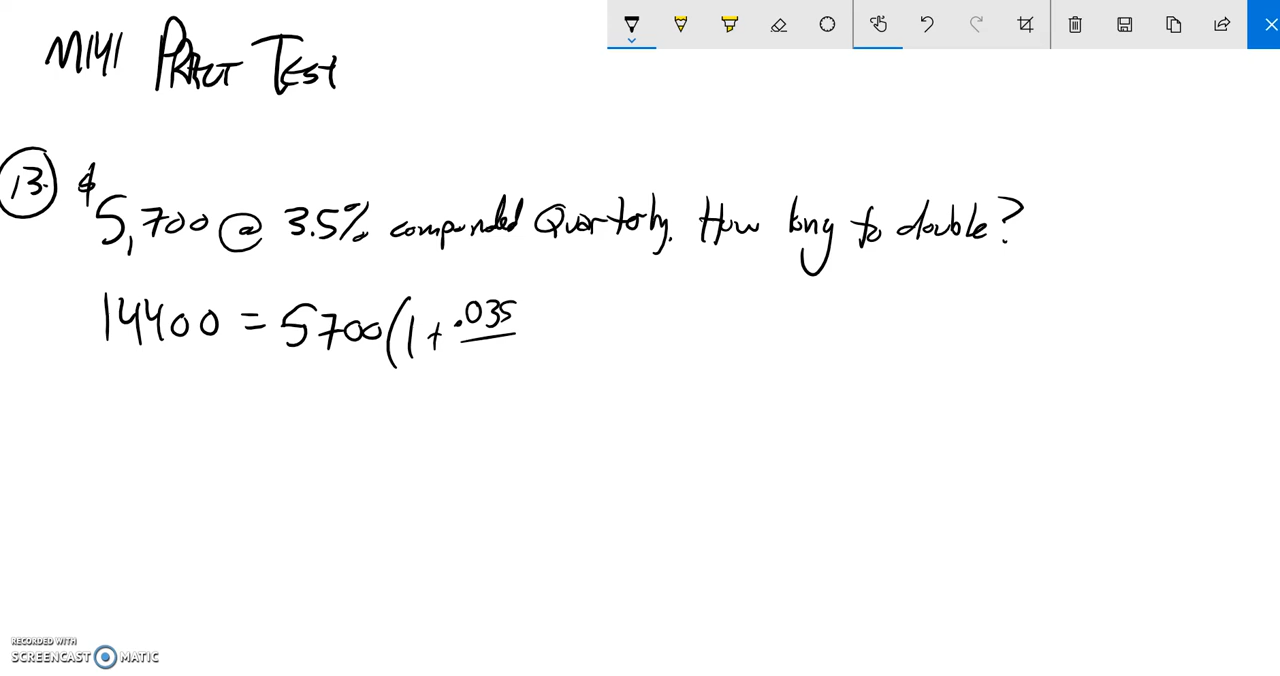 M141 PRACT TEST
13. $5,700 @ 3.5% compounded Quarterly. How long to double?
14400 = 5700(1 + .035
RECORDED WITH
SCREENCAST MATIC